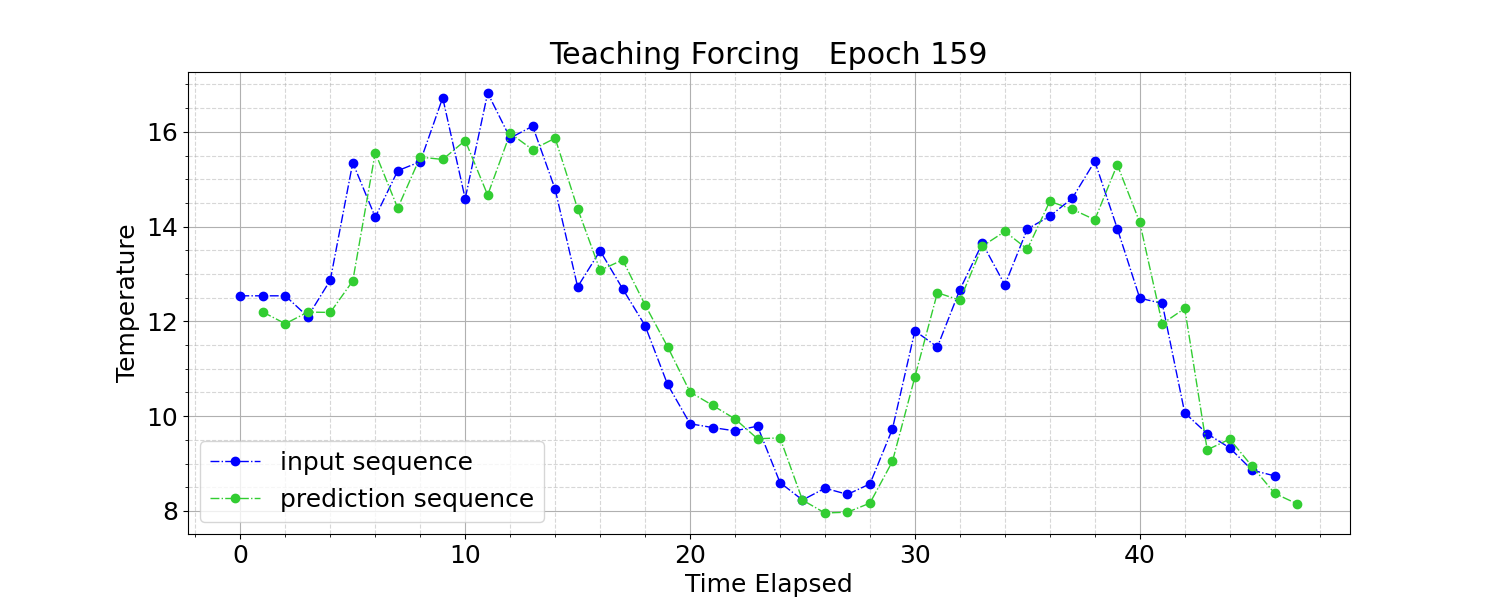 Teaching Forcing   Epoch 159
16
14
12
10
8
Temperature
input sequence
prediction sequence
0 10 20 30 40
Time Elapsed